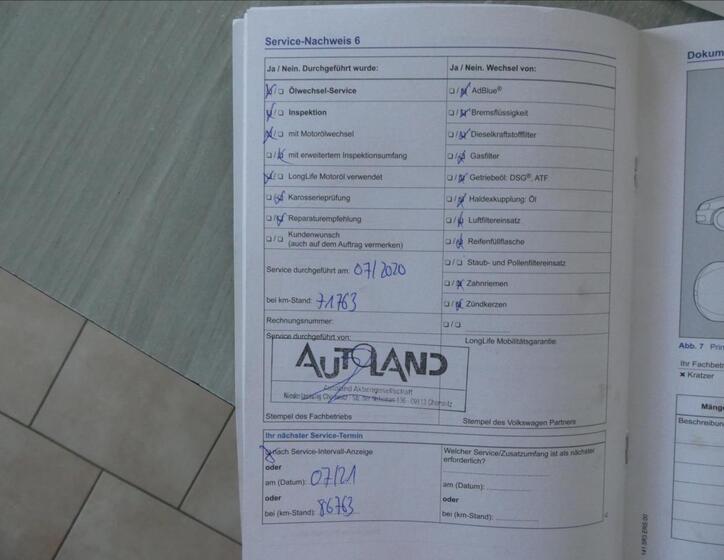 Service-Nachweis 6
Ja / Nein. Durchgeführt wurde:
Ölwechsel-Service
Inspektion
mit Motorölwechsel
mit erweitertem Inspektionsumfang
LongLife Motoröl verwendet
Karosserieprüfung
Reparaturempfehlung
Kundenwunsch
(auch auf dem Auftrag vermerken)
Service durchgeführt am: 07/2020
bei km-Stand: 71763
Rechnungsnummer:
Service durchgeführt von:
AUTOLAND
Autoland Aktiengesellschaft
09113 Chemnitz
Stempel des Fachbetriebs
Ja / Nein. Wechsel von:
AdBlue®
Bremsflüssigkeit
Dieselkraftstofffilter
Gasfilter
Getriebeöl: DSG®, ATF
Haldexkupplung: Öl
Luftfiltereinsatz
Reifenfüllflasche
Staub- und Pollenfiltereinsatz
Zahnriemen
Zündkerzen
LongLife Mobilitätsgarantie:
Stempel des Volkswagen Partners
Ihr nächster Service-Termin
nach Service-Intervall-Anzeige
oder
am (Datum): 07/21
oder
bei (km-Stand): 86763
Welcher Service/Zusatzumfang ist als nächster
erforderlich?
am (Datum):
oder
bei (km-Stand):
Dokum
Abb. 7 Prin
Ihr Fachbetri
× Kratzer
Mänge
Beschreibun